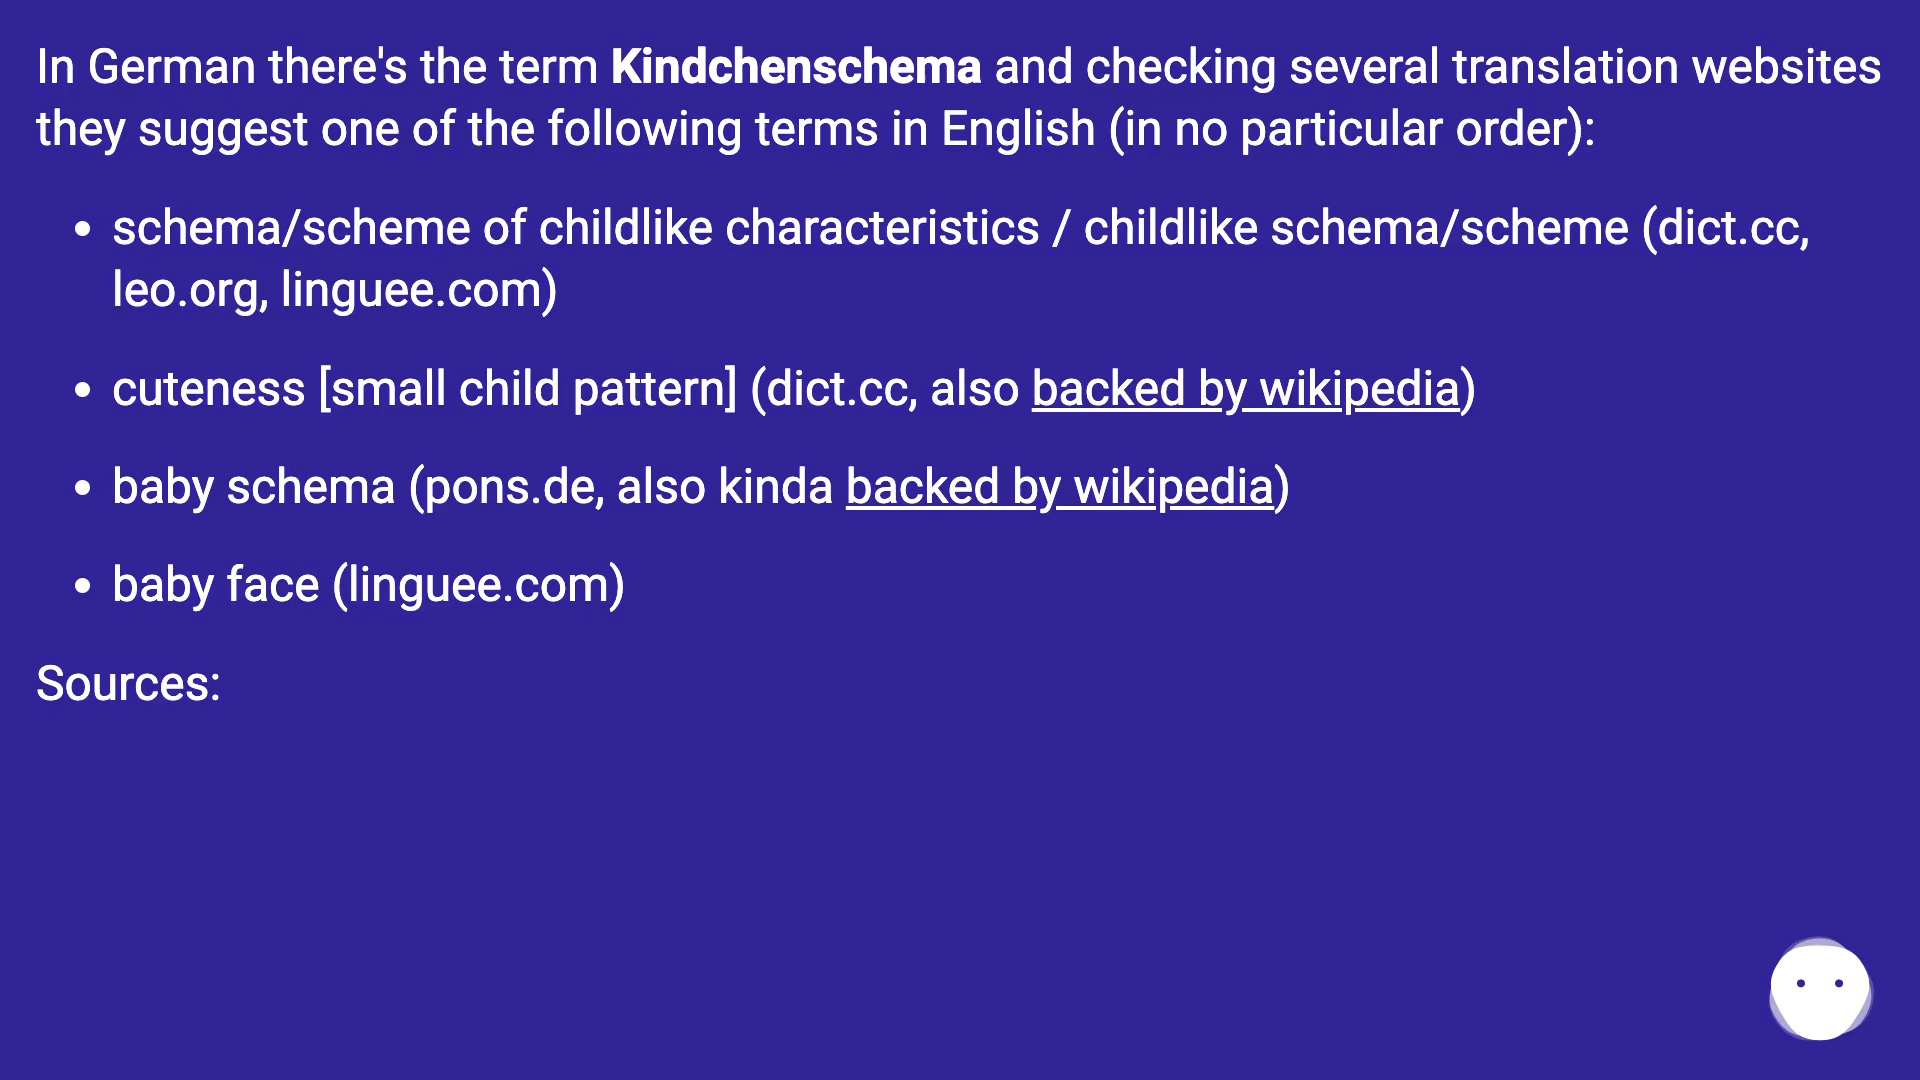 In German there's the term Kindchenschema and checking several translation websites
they suggest one of the following terms in English (in no particular order):
• schema/scheme of childlike characteristics / childlike schema/scheme (dict.cc,
leo.org, linguee.com)
• cuteness [small child pattern] (dict.cc, also backed by wikipedia)
• baby schema (pons.de, also kinda backed by wikipedia)
• baby face (linguee.com)
Sources: